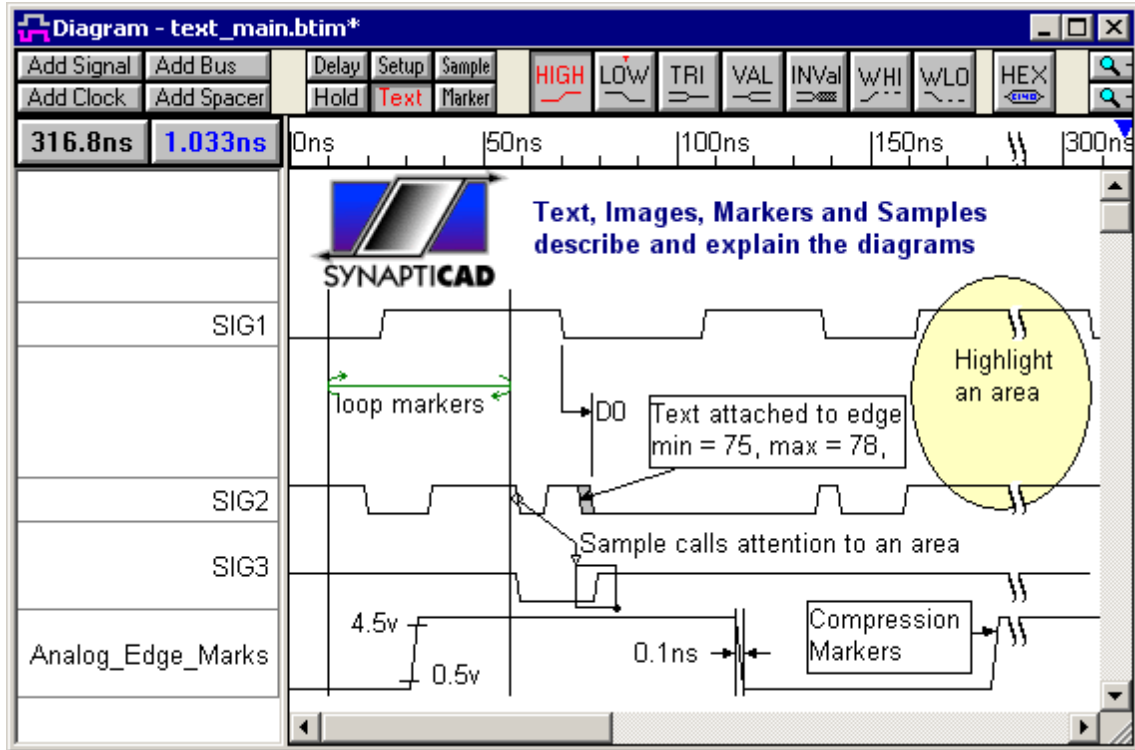 Diagram - text_main.btim*
Add Signal Add Bus Delay Setup Sample HIGH LOW TRI VAL INVal WHI WLO HEX
Add Clock Add Spacer Hold Text Marker
316.8ns 1.033ns 0ns 50ns 100ns 150ns 300ns
Text, Images, Markers and Samples
describe and explain the diagrams
SYNAPTICAD
SIG1
Highlight
an area
loop markers
D0
Text attached to edge
min = 75, max = 78,
SIG2
Sample calls attention to an area
SIG3
4.5v
Compression
Markers
Analog_Edge_Marks
0.1ns
0.5v